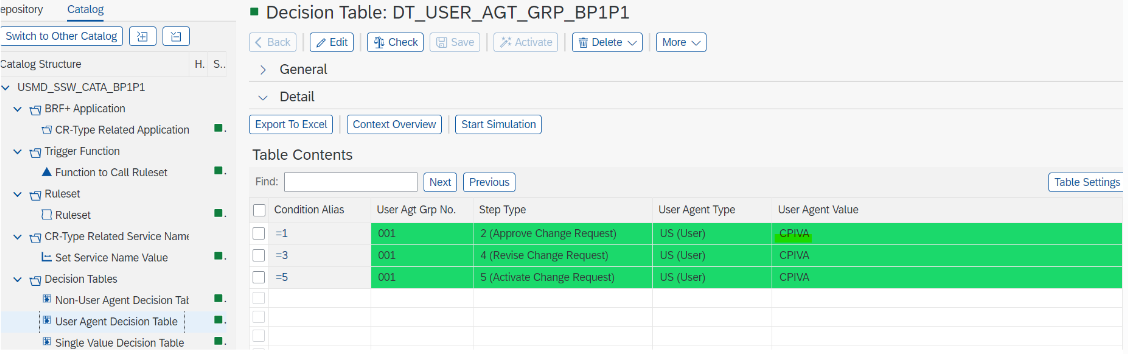 epository Catalog
Switch to Other Catalog
Catalog Structure H. S..
USMD_SSW_CATA_BP1P1
BRF+ Application
CR-Type Related Application
Trigger Function
Function to Call Ruleset
Ruleset
Ruleset
CR-Type Related Service Name
Set Service Name Value
Decision Tables
Non-User Agent Decision Tab
User Agent Decision Table
Single Value Decision Table
Decision Table: DT_USER_AGT_GRP_BP1P1
Back Edit Check Save Activate Delete More
General
Detail
Export To Excel Context Overview Start Simulation
Table Contents
Find: Next Previous Table Settings
Condition Alias User Agt Grp No. Step Type User Agent Type User Agent Value
=1 001 2 (Approve Change Request) US (User) CPIVA
=3 001 4 (Revise Change Request) US (User) CPIVA
=5 001 5 (Activate Change Request) US (User) CPIVA